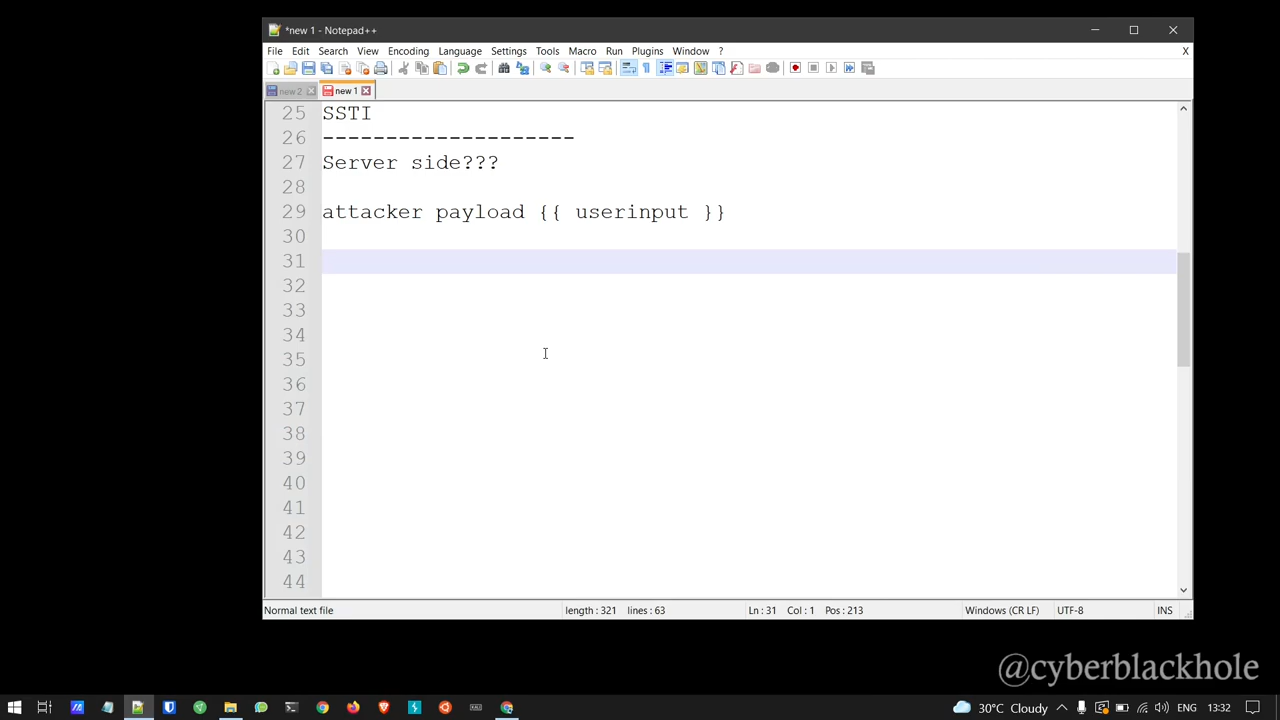 *new 1 - Notepad++
File Edit Search View Encoding Language Settings Tools Macro Run Plugins Window ? X
new 2 new 1
25 SSTI
26 --------------------
27 Server side???
28
29 attacker payload {{ userinput }}
30
31
32
33
34
35
36
37
38
39
40
41
42
43
44
Normal text file length : 321 lines : 63 Ln : 31 Col : 1 Pos : 213 Windows (CR LF) UTF-8 INS
@cyberblackhole
30°C Cloudy ENG 13:32